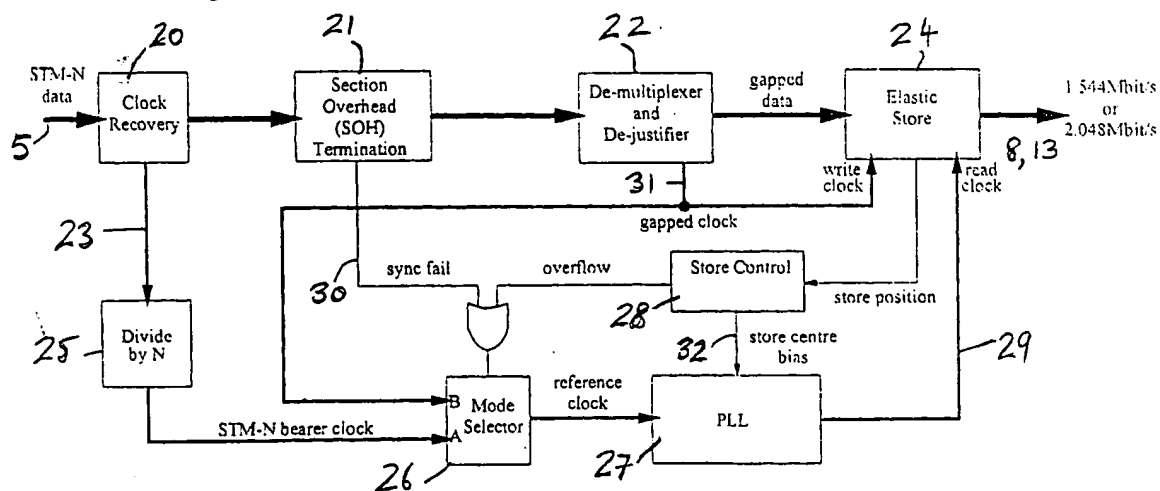 20
21
22
24
STM-N
data
5
Clock
Recovery
Section
Overhead
(SOH)
Termination
De-multiplexer
and
De-justifier
gapped
data
Elastic
Store
1.544Mbit/s
or
2.048Mbit/s
8, 13
write
clock
read
clock
31
gapped clock
23
30
sync fail
overflow
Store Control
28
store position
25
Divide
by N
32
store centre
bias
29
B
A
Mode
Selector
reference
clock
PLL
STM-N bearer clock
26
27